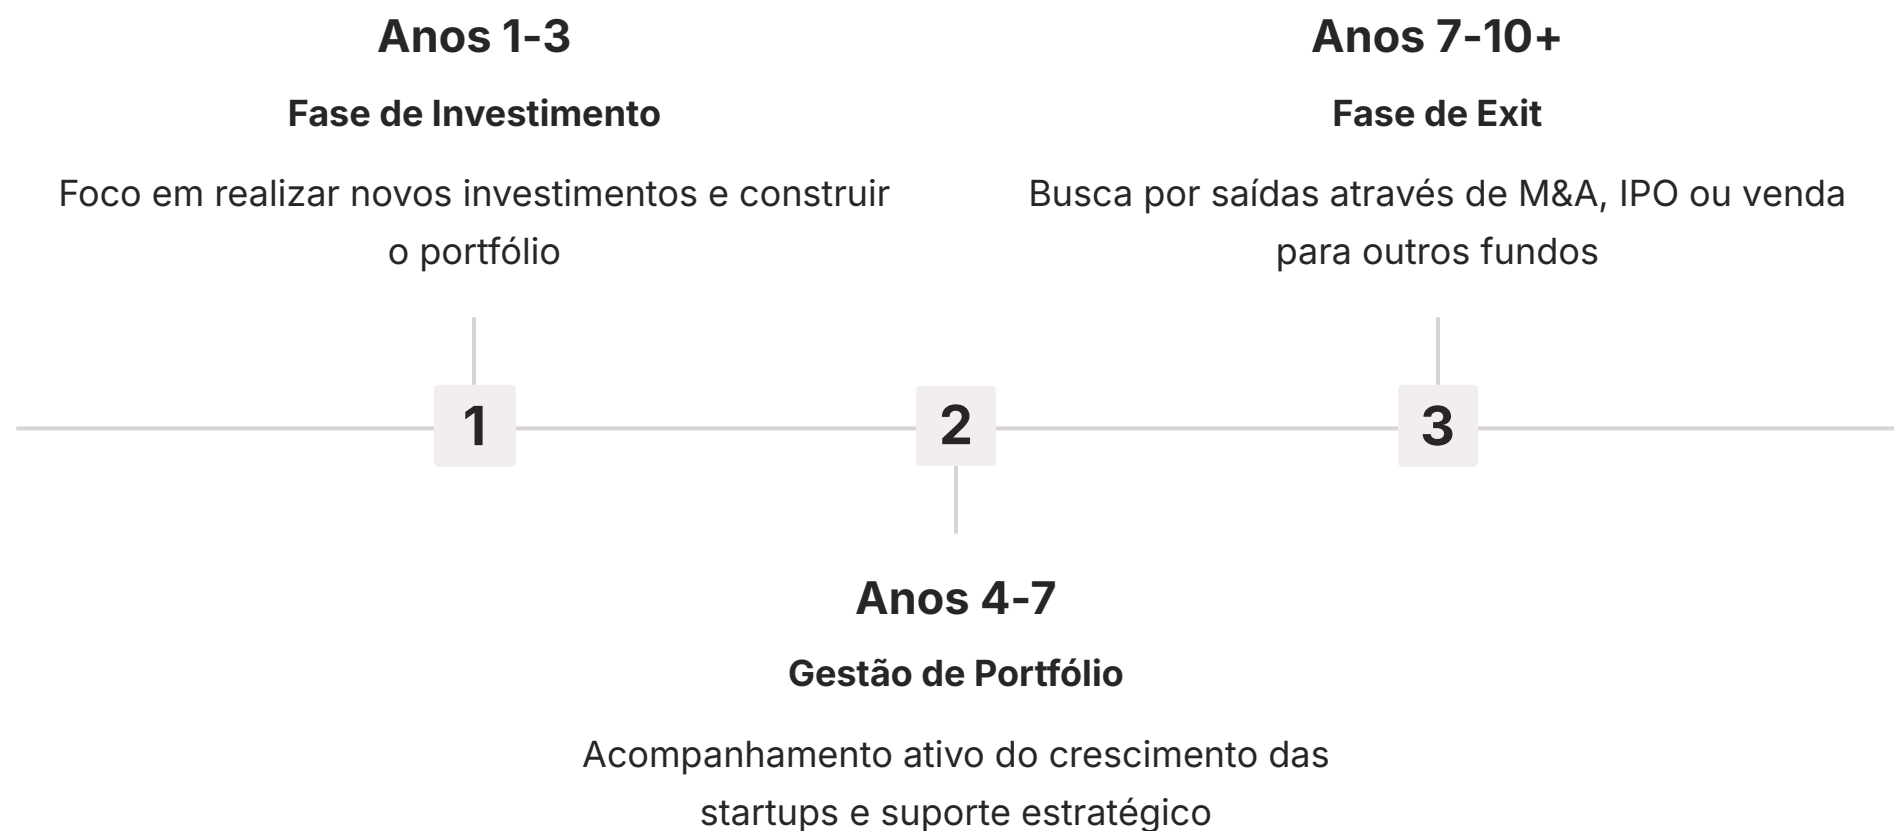 Anos 1-3
Fase de Investimento
Foco em realizar novos investimentos e construir
o portfólio
1
2
Anos 4-7
Gestão de Portfólio
Acompanhamento ativo do crescimento das
startups e suporte estratégico
Anos 7-10+
Fase de Exit
Busca por saídas através de M&A, IPO ou venda
para outros fundos
3